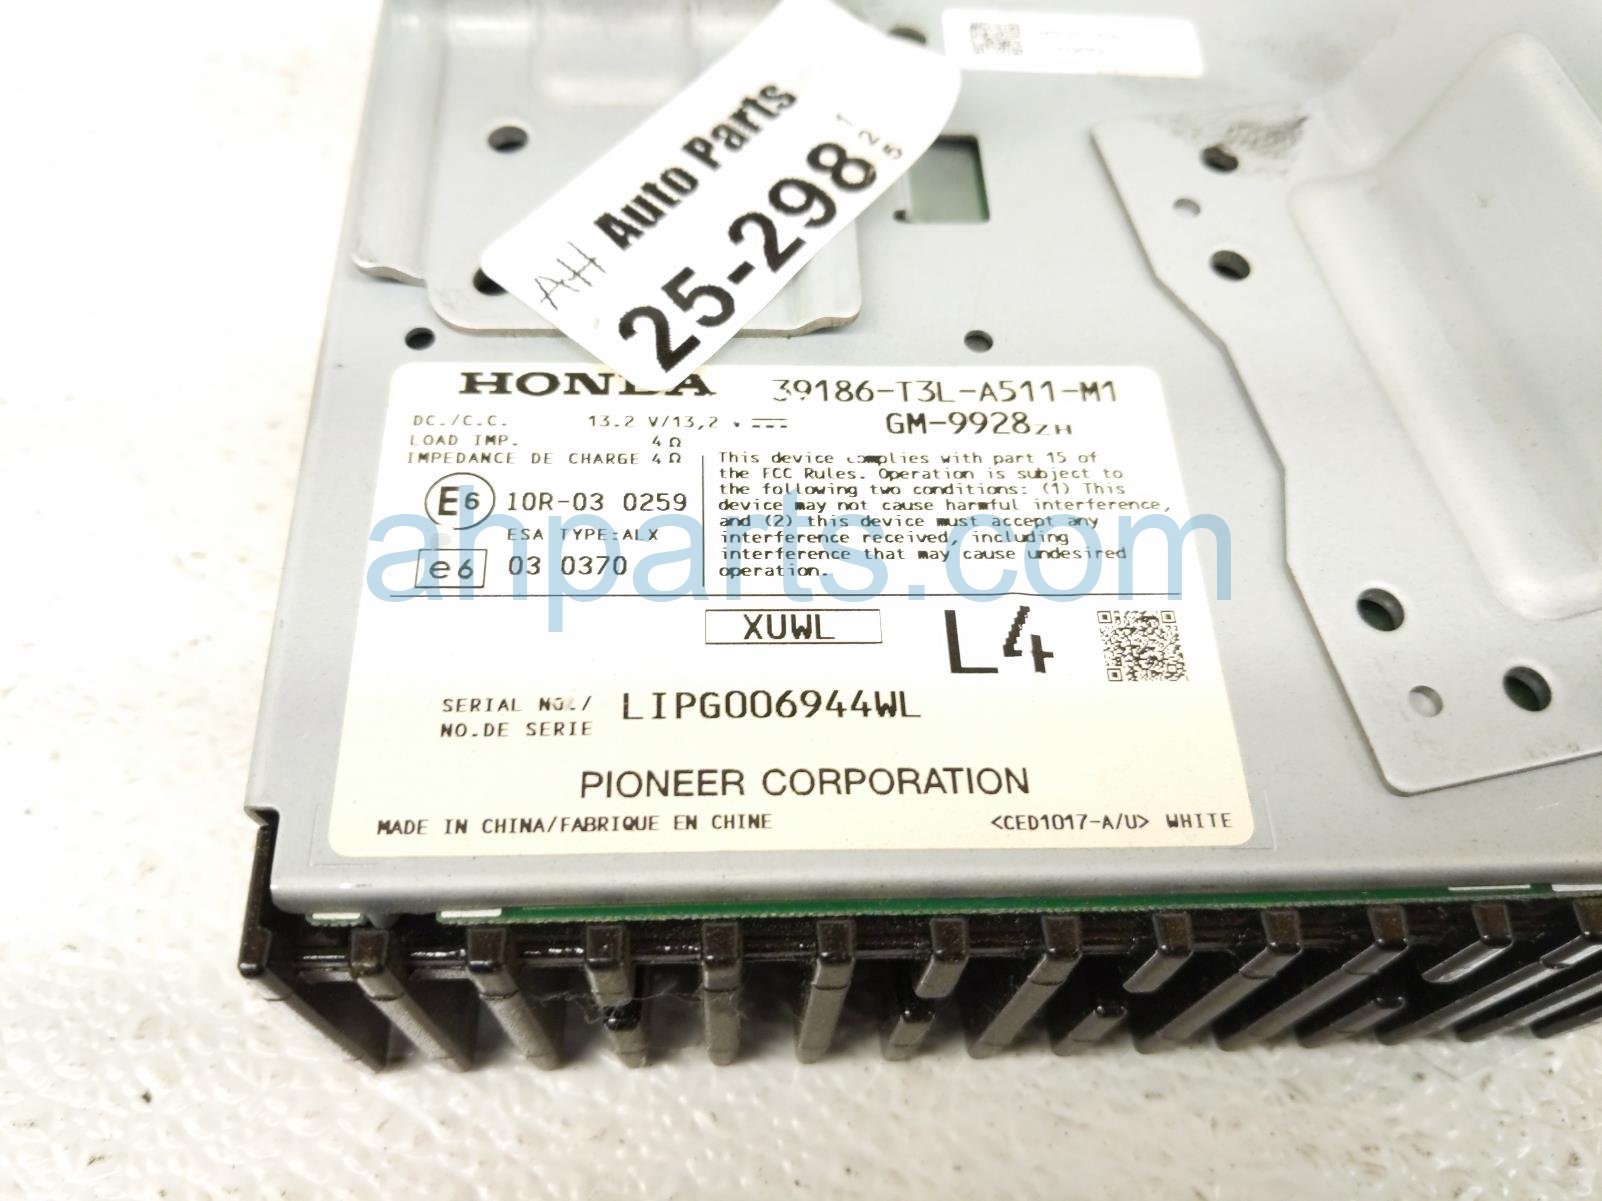 AH Auto Parts
25-298
1
25
HONDA 39186-T3L-A511-M1
DC./C.C. 13.2 V/13,2 v
GM-9928ZH
LOAD IMP. 4Ω
IMPEDANCE DE CHARGE 4Ω
E6 10R-03 0259
ESA TYPE:ALX
e6 03 0370
This device complies with part 15 of
the FCC Rules. Operation is subject to
the following two conditions: (1) This
device may not cause harmful interference,
and (2) this device must accept any
interference received, including
interference that may cause undesired
operation.
ahparts.com
XUWL
L4
SERIAL NO./ LIPG006944WL
NO.DE SERIE
PIONEER CORPORATION
MADE IN CHINA/FABRIQUE EN CHINE <CED1017-A/U> WHITE